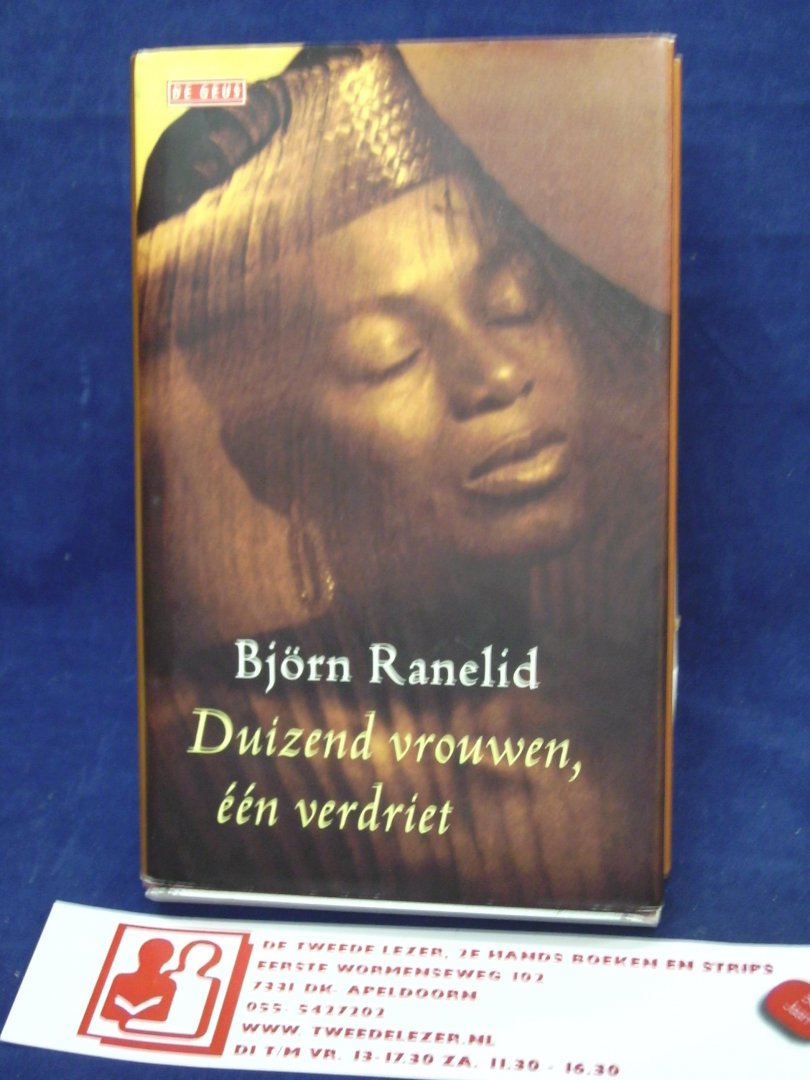 DE GEUS
Björn Ranelid
Duizend vrouwen,
één verdriet
DE TWEEDE LEZER, 2E HANDS BOEKEN EN STRIPS
EERSTE WORMENSEWEG 102
7331 DK- APELDOORN
055- 5427202
WWW. TWEEDELEZER.NL
DI T/M VR. 13-17.30 ZA. 11.30 - 16.30